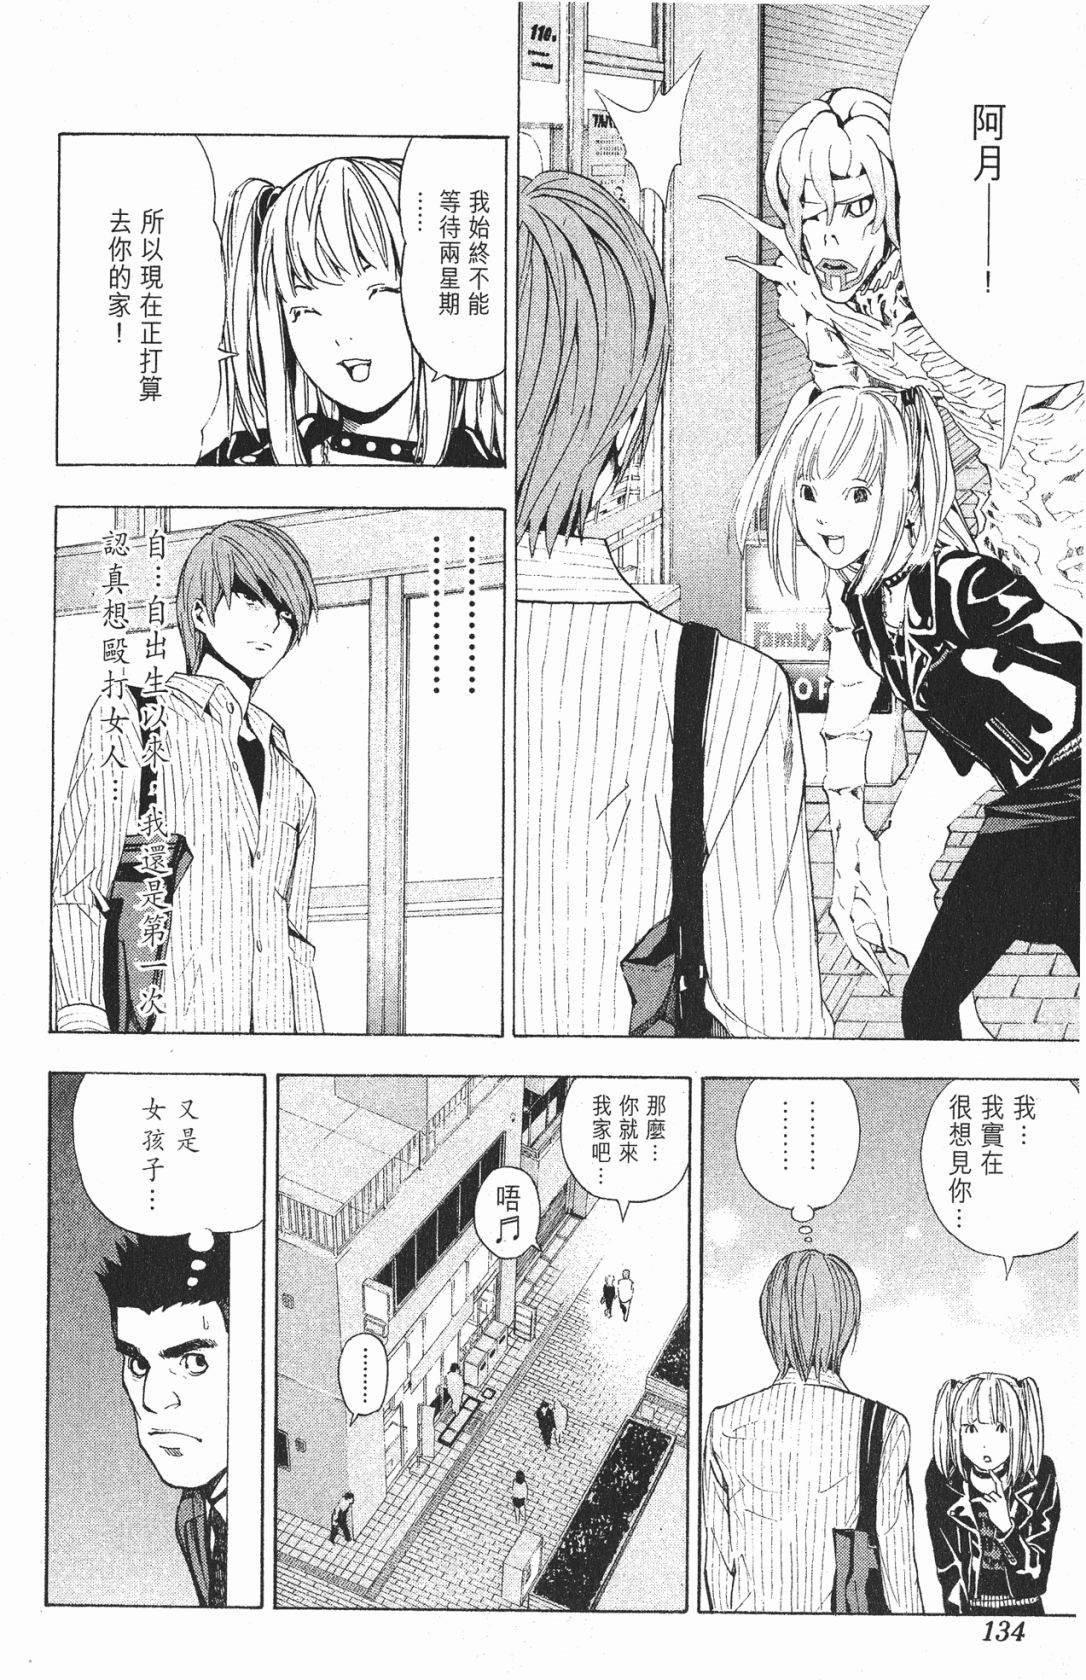 110.
阿月——！
Family
我始終不能
等待兩星期
……
所以現在正打算
去你的家！
…………
…………
自…自出生以來，我還是第一次
認真想毆打女人…
我…
我實在
很想見你…
……
……
那麼…
你就來
我家吧…
唔♫
……
又是
女孩子…
134